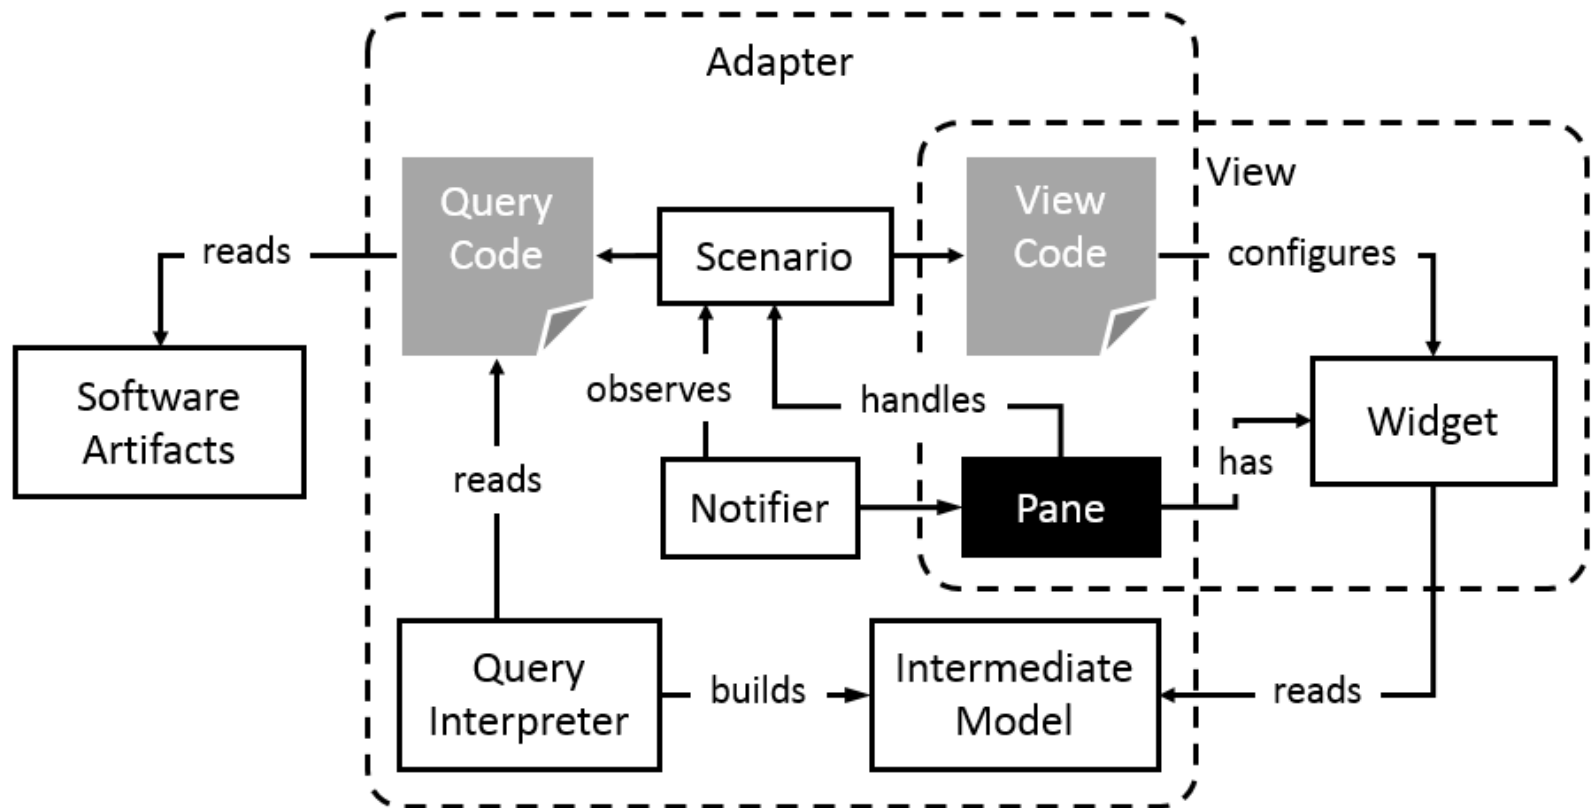 Adapter
View
Query
Code
Scenario
View
Code
reads
configures
Software
Artifacts
observes
handles
Widget
reads
Notifier
Pane
has
Query
Interpreter
builds
Intermediate
Model
reads